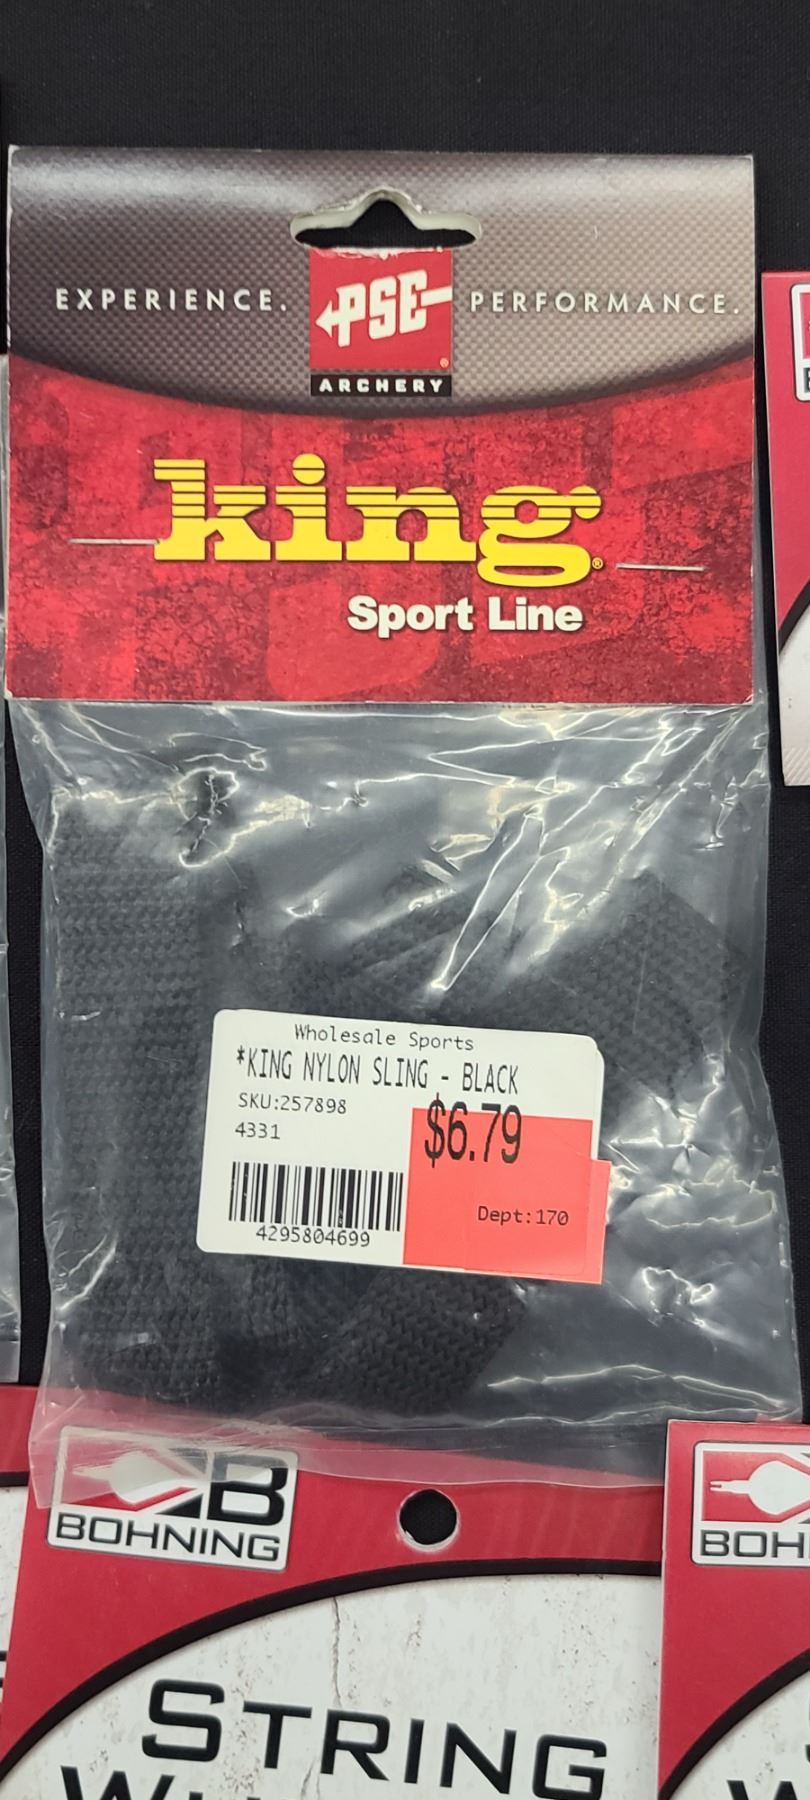 EXPERIENCE. PSE® PERFORMANCE.
ARCHERY
king®
Sport Line
Wholesale Sports
*KING NYLON SLING - BLACK
SKU:257898
$6.79
4331
Dept:170
4295804699
B
BOHNING
STRING